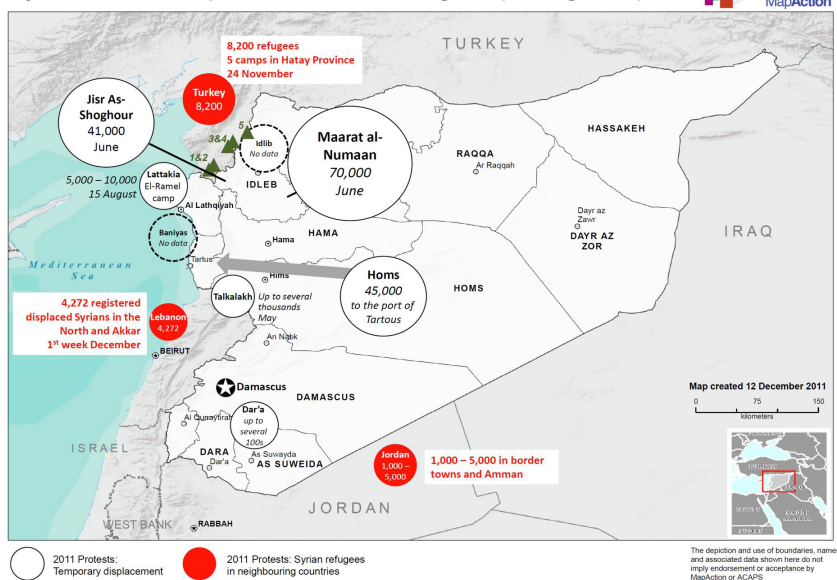 MapAction
TURKEY
8,200 refugees
5 camps in Hatay Province
24 November
Turkey
8,200
Jisr As-
Shoghour
41,000
June
5
3&4
1&2
Idlib
No data
IDLEB
Maarat al-
Numaan
70,000
June
HASSAKEH
RAQQA
Ar Raqqah
Lattakia
El-Ramel
camp
5,000 – 10,000
15 August
Al Lathqiyah
Dayr az
Zawr
DAYR AZ
ZOR
IRAQ
Baniyas
No data
HAMA
Hama
Tartus
Mediterranean
Sea
Hims
Homs
45,000
to the port of
Tartous
HOMS
Talkalakh
Up to several
thousands
May
4,272 registered
displaced Syrians in the
North and Akkar
1st week December
Lebanon
4,272
BEIRUT
An Nabk
Damascus
DAMASCUS
Map created 12 December 2011
0 75 150
kilometers
Al Qunaytirah
Dar'a
up to
several
100s
ISRAEL
DARA
Dar'a
As Suwayda
AS SUWEIDA
Jordan
1,000 –
5,000
1,000 – 5,000 in border
towns and Amman
JORDAN
WEST BANK
RABBAH
TURKEY
IRAQ
EGYPT
SAUDI
ARABIA
SUDAN
2011 Protests:
Temporary displacement
2011 Protests: Syrian refugees
in neighbouring countries
The depiction and use of boundaries, name
and associated data shown here do not
imply endorsement or acceptance by
MapAction or ACAPS